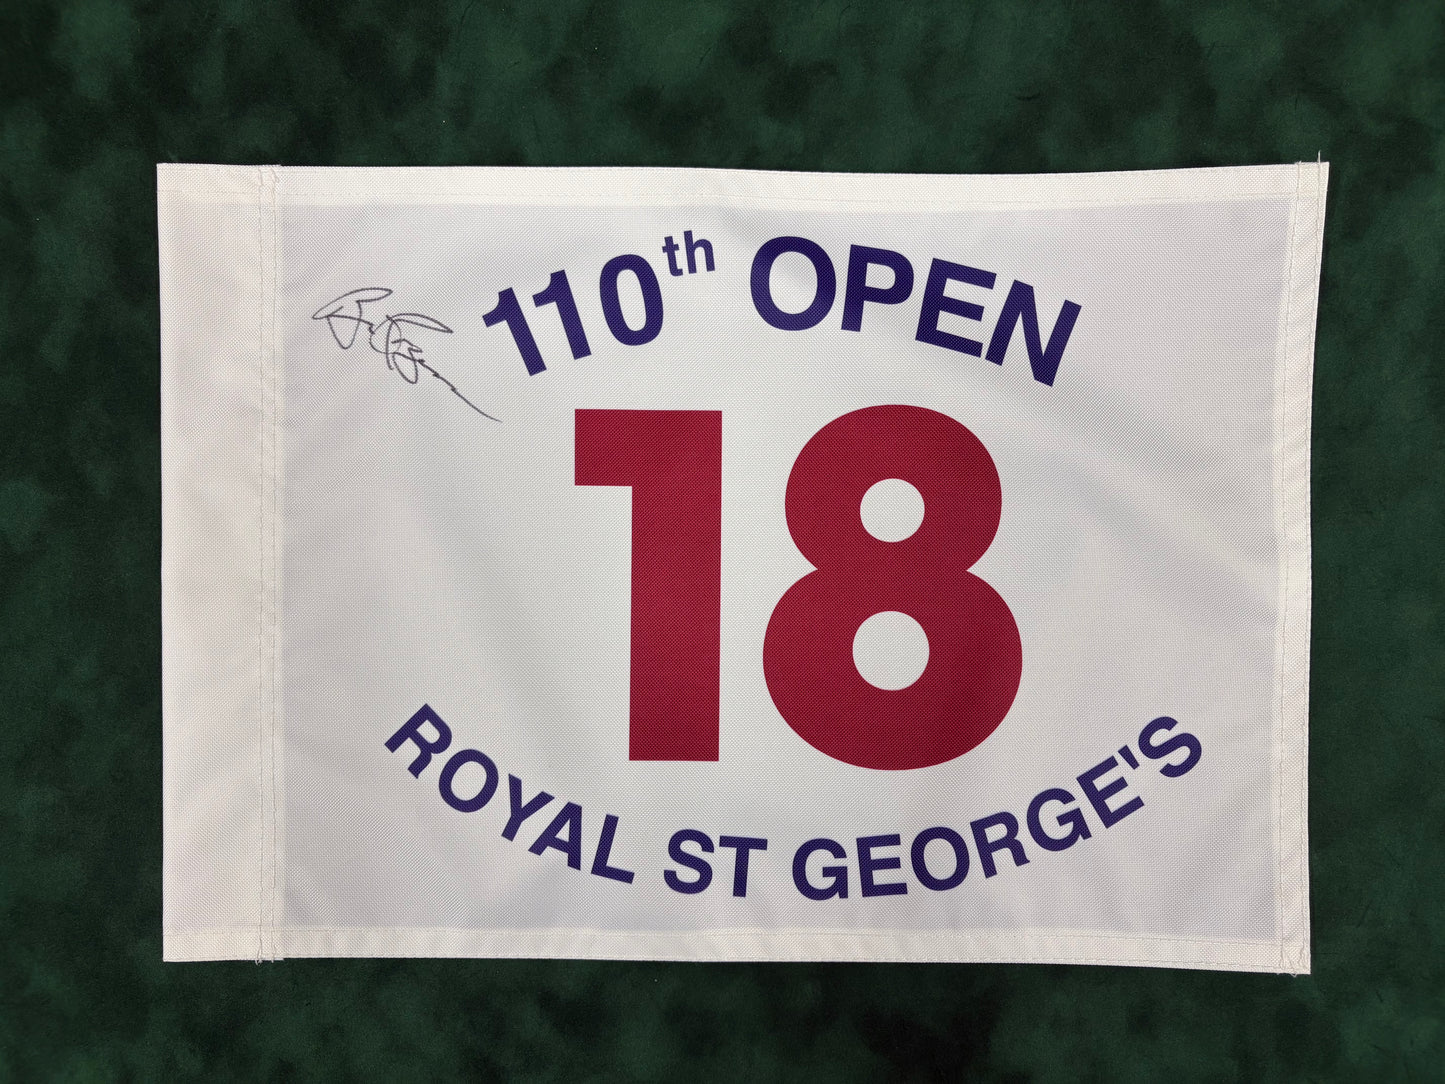 110th OPEN
18
ROYAL ST GEORGE'S